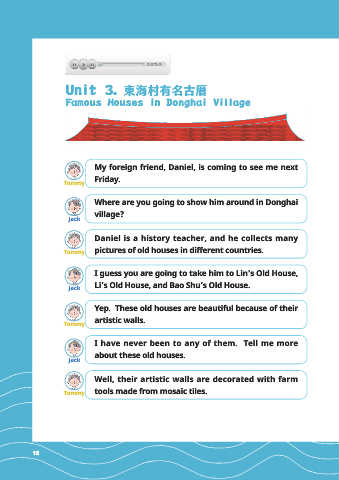 Unit 3. 東海村有名古厝
Famous Houses in Donghai Village
My foreign friend, Daniel, is coming to see me next
Friday.
Tommy
Where are you going to show him around in Donghai
village?
Jack
Daniel is a history teacher, and he collects many
pictures of old houses in different countries.
Tommy
I guess you are going to take him to Lin's Old House,
Li's Old House, and Bao Shu's Old House.
Jack
Yep. These old houses are beautiful because of their
artistic walls.
Tommy
I have never been to any of them. Tell me more
about these old houses.
Jack
Well, their artistic walls are decorated with farm
tools made from mosaic tiles.
Tommy